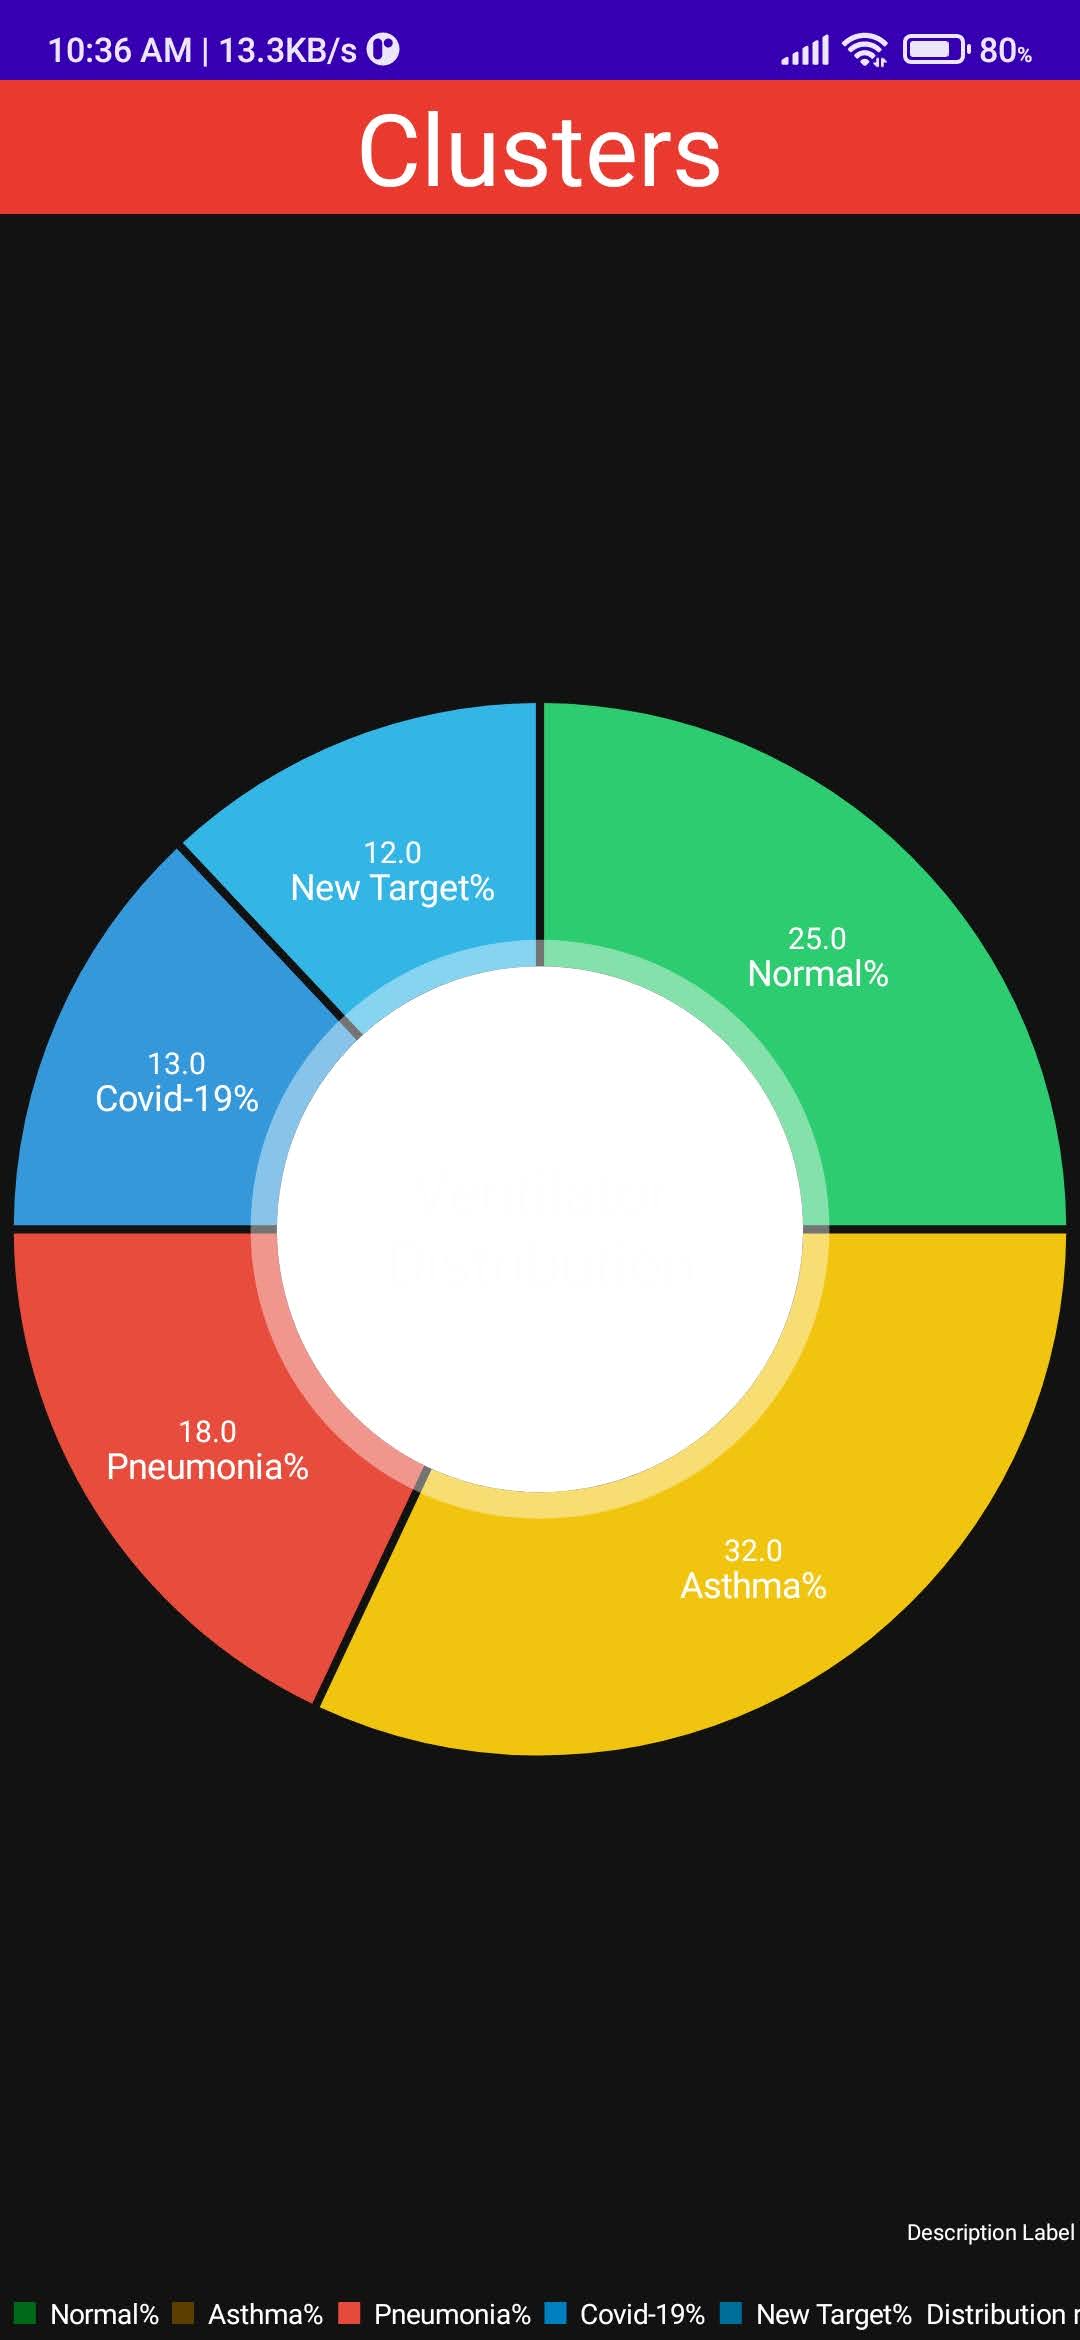 10:36 AM | 13.3KB/s
80%
Clusters
12.0
New Target%
25.0
Normal%
13.0
Covid-19%
18.0
Pneumonia%
32.0
Asthma%
Description Label
Normal% Asthma% Pneumonia% Covid-19% New Target% Distribution